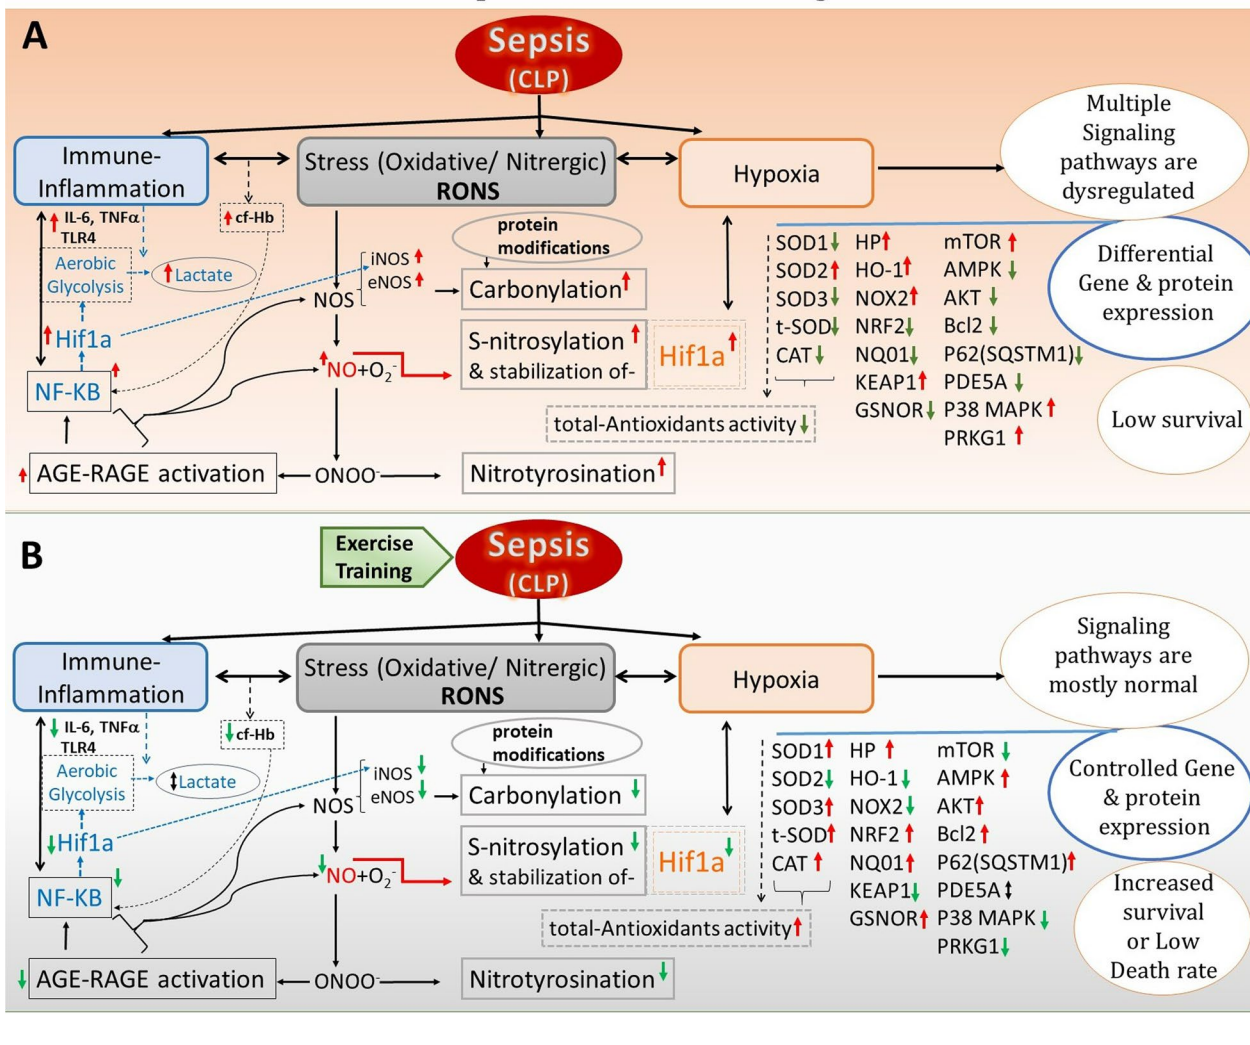 A
Sepsis
(CLP)
Immune-
Inflammation
Stress (Oxidative/ Nitrergic)
RONS
Hypoxia
Multiple
Signaling
pathways are
dysregulated
↑ IL-6, TNFα
TLR4
↑ cf-Hb
Aerobic
Glycolysis
↑ Lactate
↑ Hif1a
NF-KB ↑
↑ AGE-RAGE activation
iNOS ↑
eNOS ↑
NOS
↑NO+O2-
ONOO-
protein
modifications
Carbonylation↑
S-nitrosylation ↑
& stabilization of-
Hif1a↑
total-Antioxidants activity↓
Nitrotyrosination↑
SOD1↓
SOD2↑
SOD3↓
t-SOD↓
CAT↓
HP↑
HO-1↑
NOX2↑
NRF2↓
NQ01↓
KEAP1↑
GSNOR↓
mTOR ↑
AMPK ↓
AKT ↓
Bcl2 ↓
P62(SQSTM1)↓
PDE5A ↓
P38 MAPK ↑
PRKG1 ↑
Differential
Gene & protein
expression
Low survival
B
Exercise
Training
Sepsis
(CLP)
Immune-
Inflammation
Stress (Oxidative/ Nitrergic)
RONS
Hypoxia
Signaling
pathways are
mostly normal
↓ IL-6, TNFα
TLR4
↓cf-Hb
Aerobic
Glycolysis
↕Lactate
↓Hif1a
NF-KB ↓
↓ AGE-RAGE activation
iNOS ↓
eNOS ↓
NOS
↓NO+O2-
ONOO-
protein
modifications
Carbonylation ↓
S-nitrosylation ↓
& stabilization of-
Hif1a↓
total-Antioxidants activity↑
Nitrotyrosination↓
SOD1↑
SOD2↓
SOD3↑
t-SOD↑
CAT ↑
HP ↑
HO-1↓
NOX2 ↓
NRF2 ↑
NQ01↑
KEAP1↓
GSNOR↑
mTOR ↓
AMPK ↑
AKT↑
Bcl2 ↑
P62(SQSTM1)↑
PDE5A ↕
P38 MAPK ↓
PRKG1↓
Controlled Gene
& protein
expression
Increased
survival
or Low
Death rate